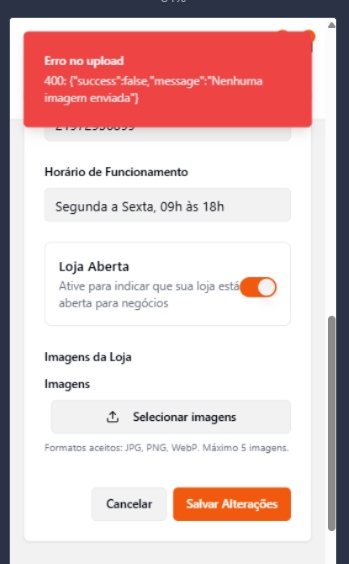 Erro no upload
400: {"success":false,"message":"Nenhuma
imagem enviada"}
Horário de Funcionamento
Segunda a Sexta, 09h às 18h
Loja Aberta
Ative para indicar que sua loja está
aberta para negócios
Imagens da Loja
Imagens
Selecionar imagens
Formatos aceitos: JPG, PNG, WebP. Máximo 5 imagens.
Cancelar
Salvar Alterações